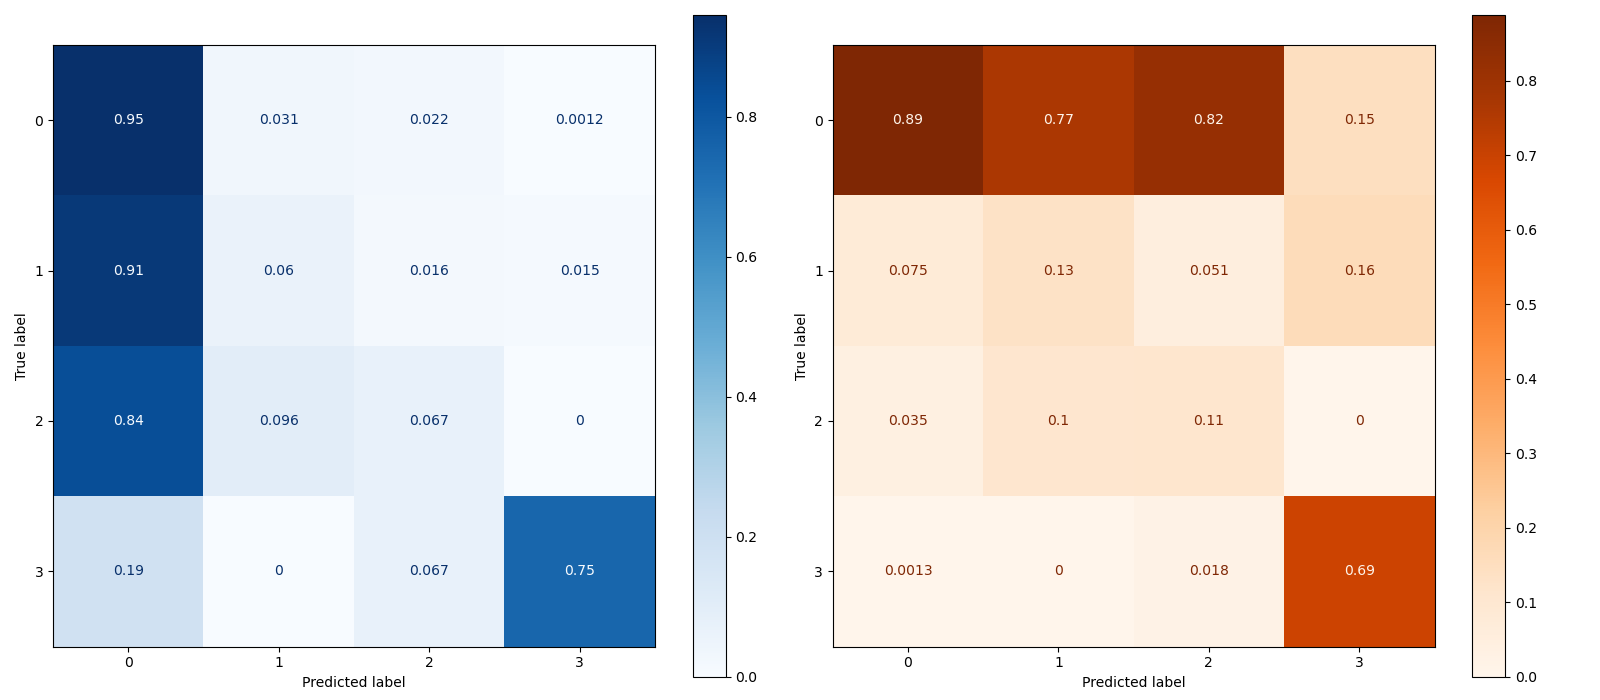 True label
0 0.95 0.031 0.022 0.0012
1 0.91 0.06 0.016 0.015
2 0.84 0.096 0.067 0
3 0.19 0 0.067 0.75
0 1 2 3
Predicted label
0.8
0.6
0.4
0.2
0.0
True label
0 0.89 0.77 0.82 0.15
1 0.075 0.13 0.051 0.16
2 0.035 0.1 0.11 0
3 0.0013 0 0.018 0.69
0 1 2 3
Predicted label
0.8
0.7
0.6
0.5
0.4
0.3
0.2
0.1
0.0